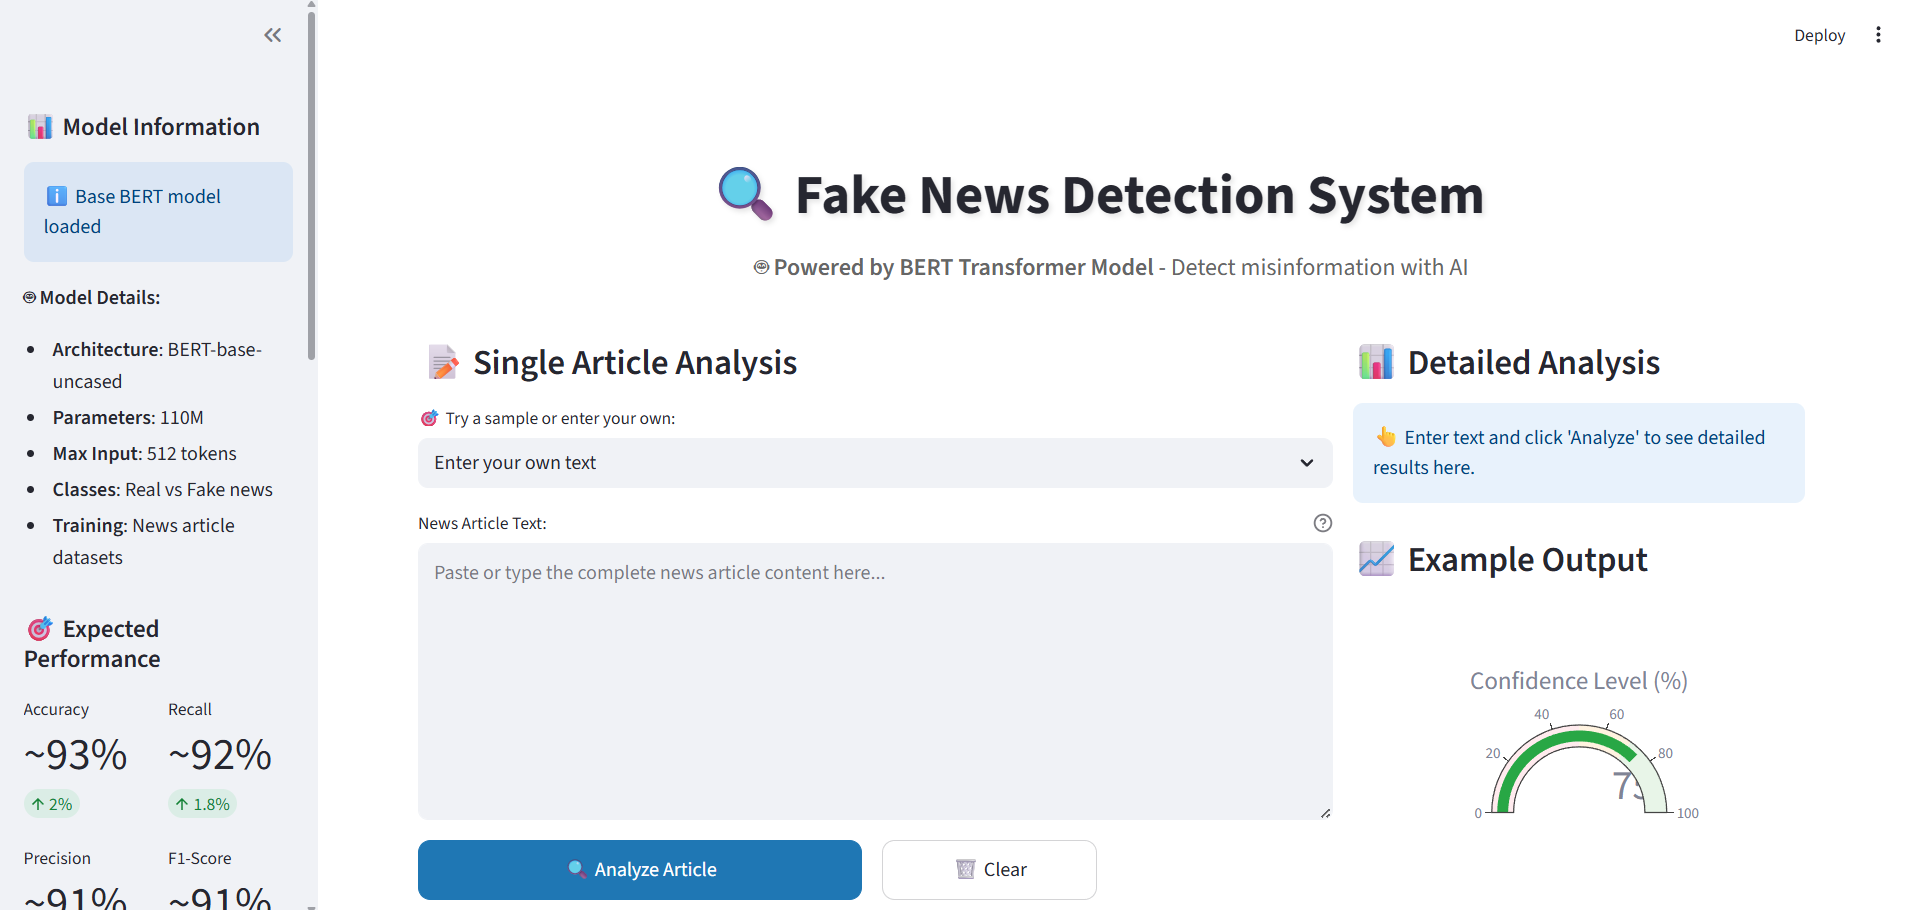 Model Information
Base BERT model
loaded
Model Details:
Architecture: BERT-base-
uncased
Parameters: 110M
Max Input: 512 tokens
Classes: Real vs Fake news
Training: News article
datasets
Expected
Performance
Accuracy
Recall
~93%
~92%
↑ 2%
↑ 1.8%
Precision
F1-Score
~91%
~91%
Deploy
Fake News Detection System
Powered by BERT Transformer Model - Detect misinformation with AI
Single Article Analysis
Try a sample or enter your own:
Enter your own text
News Article Text:
Paste or type the complete news article content here...
Analyze Article
Clear
Detailed Analysis
Enter text and click 'Analyze' to see detailed
results here.
Example Output
Confidence Level (%)
0
20
40
60
80
100